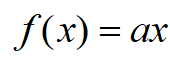 f(x) = ax